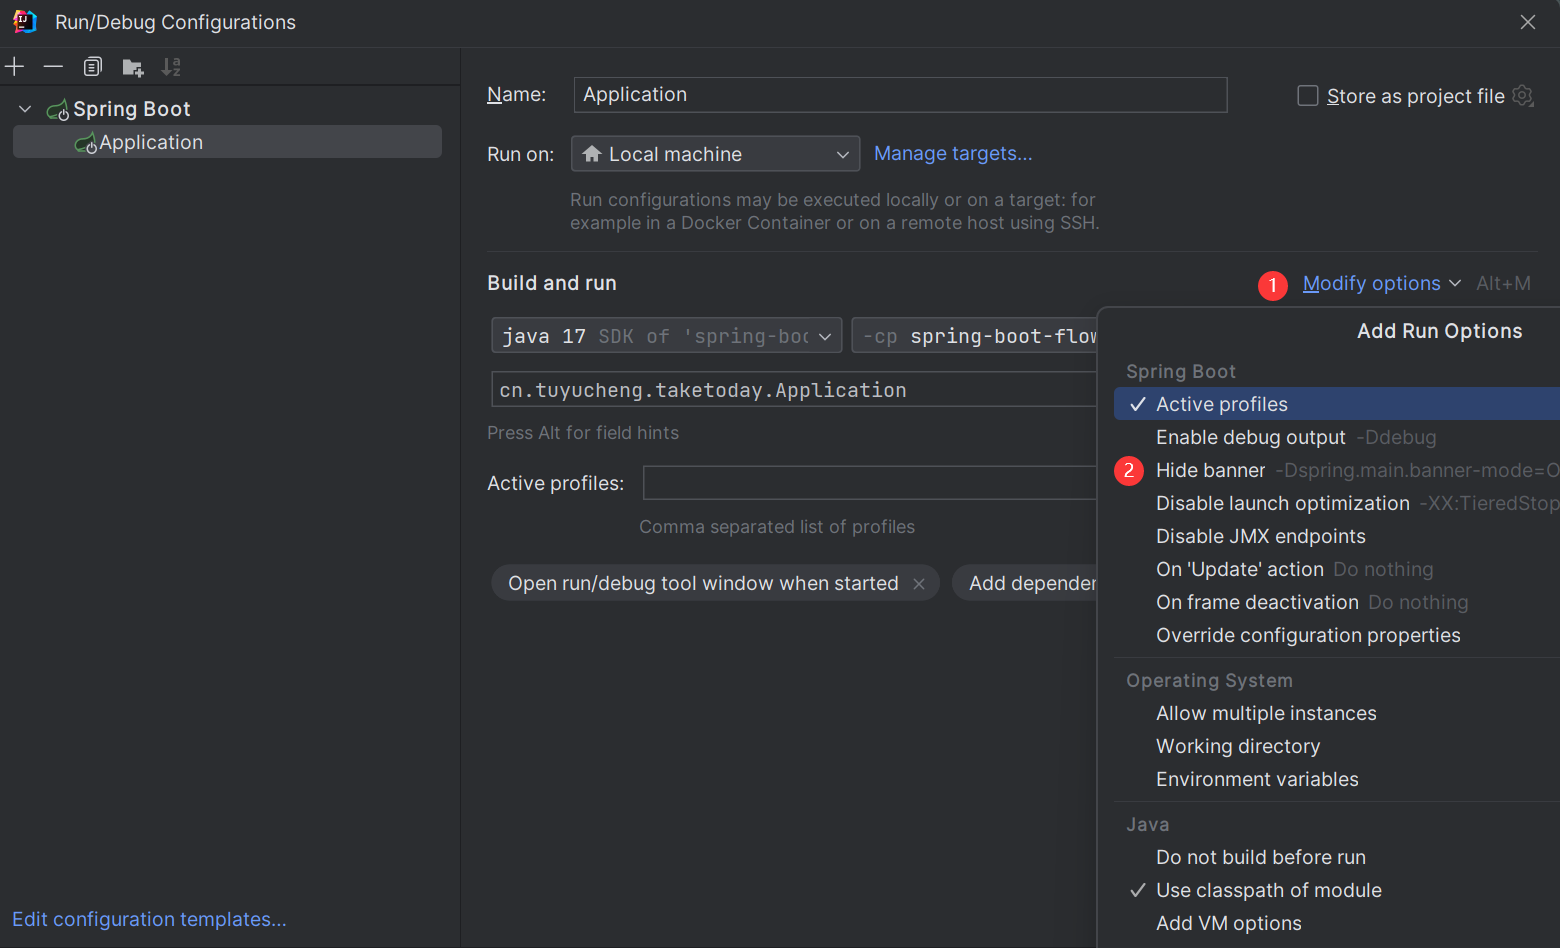 Run/Debug Configurations
Spring Boot
Application
Name: Application
Store as project file
Run on: Local machine Manage targets...
Run configurations may be executed locally or on a target: for
example in a Docker Container or on a remote host using SSH.
Build and run
1 Modify options Alt+M
java 17 SDK of 'spring-boo
-cp spring-boot-flow
cn.tuyucheng.taketoday.Application
Press Alt for field hints
Active profiles:
Comma separated list of profiles
Open run/debug tool window when started
Add depender
Add Run Options
Spring Boot
Active profiles
Enable debug output -Ddebug
2 Hide banner -Dspring.main.banner-mode=O
Disable launch optimization -XX:TieredStop
Disable JMX endpoints
On 'Update' action Do nothing
On frame deactivation Do nothing
Override configuration properties
Operating System
Allow multiple instances
Working directory
Environment variables
Java
Do not build before run
Use classpath of module
Add VM options
Edit configuration templates...